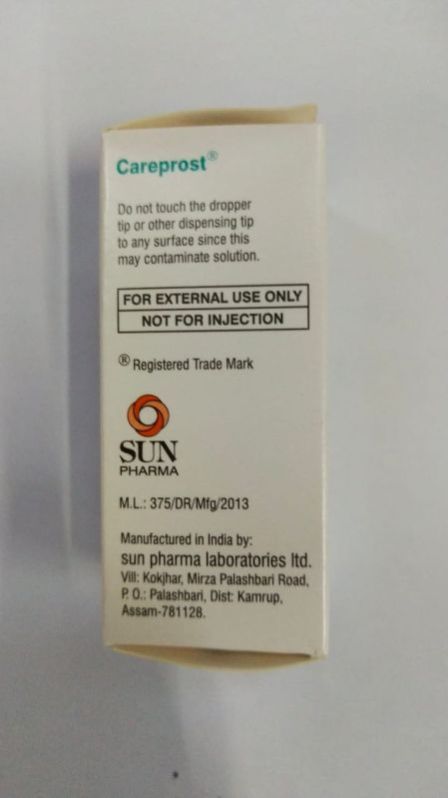 Careprost®
Do not touch the dropper
tip or other dispensing tip
to any surface since this
may contaminate solution.
FOR EXTERNAL USE ONLY
NOT FOR INJECTION
® Registered Trade Mark
SUN
PHARMA
M.L.: 375/DR/Mfg/2013
Manufactured in India by:
sun pharma laboratories ltd.
Vill: Kokjhar, Mirza Palashbari Road,
P. O.: Palashbari, Dist: Kamrup,
Assam-781128.